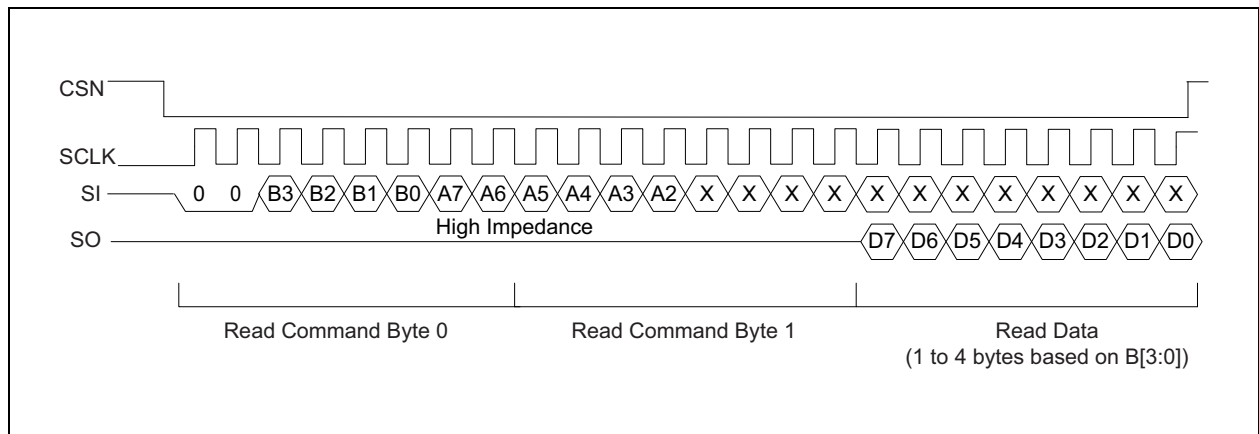 CSN
SCLK
SI 0 0 B3 B2 B1 B0 A7 A6 A5 A4 A3 A2 X X X X X X X X X X X X
High Impedance
SO D7 D6 D5 D4 D3 D2 D1 D0
Read Command Byte 0 Read Command Byte 1 Read Data
(1 to 4 bytes based on B[3:0])